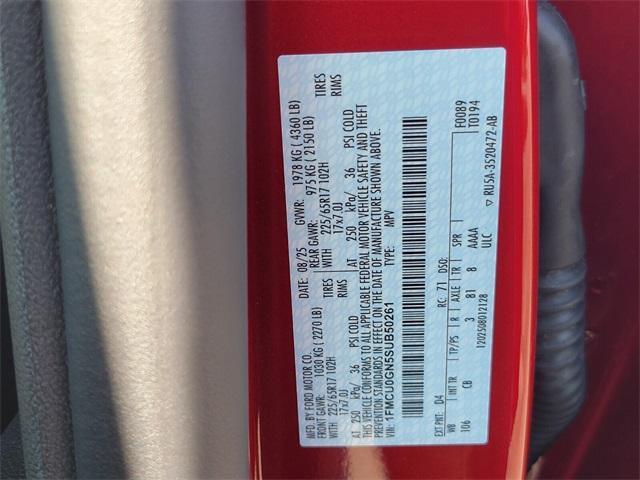 MFD. BY FORD MOTOR CO.
DATE: 08/25 GVWR: 1978 KG ( 4360 LB)
FRONT GAWR: 1030 KG ( 2270 LB) REAR GAWR: 975 KG ( 2150 LB)
WITH 225/65R17 102H TIRES WITH 225/65R17 102H TIRES
17x7.0J RIMS 17x7.0J RIMS
AT 250 kPa/ 36 PSI COLD AT 250 kPa/ 36 PSI COLD
THIS VEHICLE CONFORMS TO ALL APPLICABLE FEDERAL MOTOR VEHICLE SAFETY AND THEFT
PREVENTION STANDARDS IN EFFECT ON THE DATE OF MANUFACTURE SHOWN ABOVE.
VIN: 1FMCU0GN5SUB50261
MPV
EXT PNT: D4 RC: 71 DSO: F0089
T0194
WB INT TR TP/PS R AXLE TR SPR
106 CB 3 81 8 AAAA
ULC
1202508012128 ▽ RU5A-3520472-AB